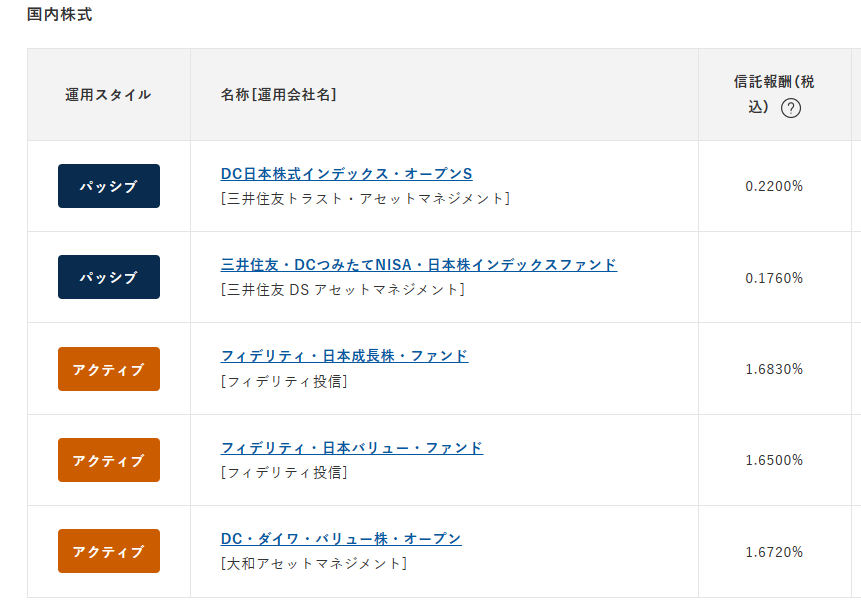 国内株式
運用スタイル
名称[運用会社名]
信託報酬(税
込) ?
パッシブ
DC日本株式インデックス・オープンS
[三井住友トラスト・アセットマネジメント]
0.2200%
パッシブ
三井住友・DCつみたてNISA・日本株インデックスファンド
[三井住友 DS アセットマネジメント]
0.1760%
アクティブ
フィデリティ・日本成長株・ファンド
[フィデリティ投信]
1.6830%
アクティブ
フィデリティ・日本バリュー・ファンド
[フィデリティ投信]
1.6500%
アクティブ
DC・ダイワ・バリュー株・オープン
[大和アセットマネジメント]
1.6720%